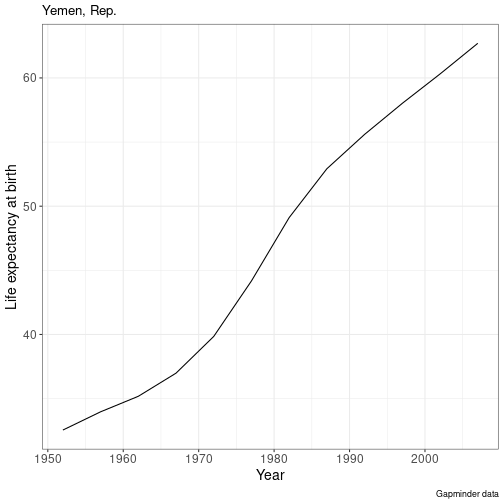 Yemen, Rep.
Life expectancy at birth
60
50
40
1950 1960 1970 1980 1990 2000
Year
Gapminder data